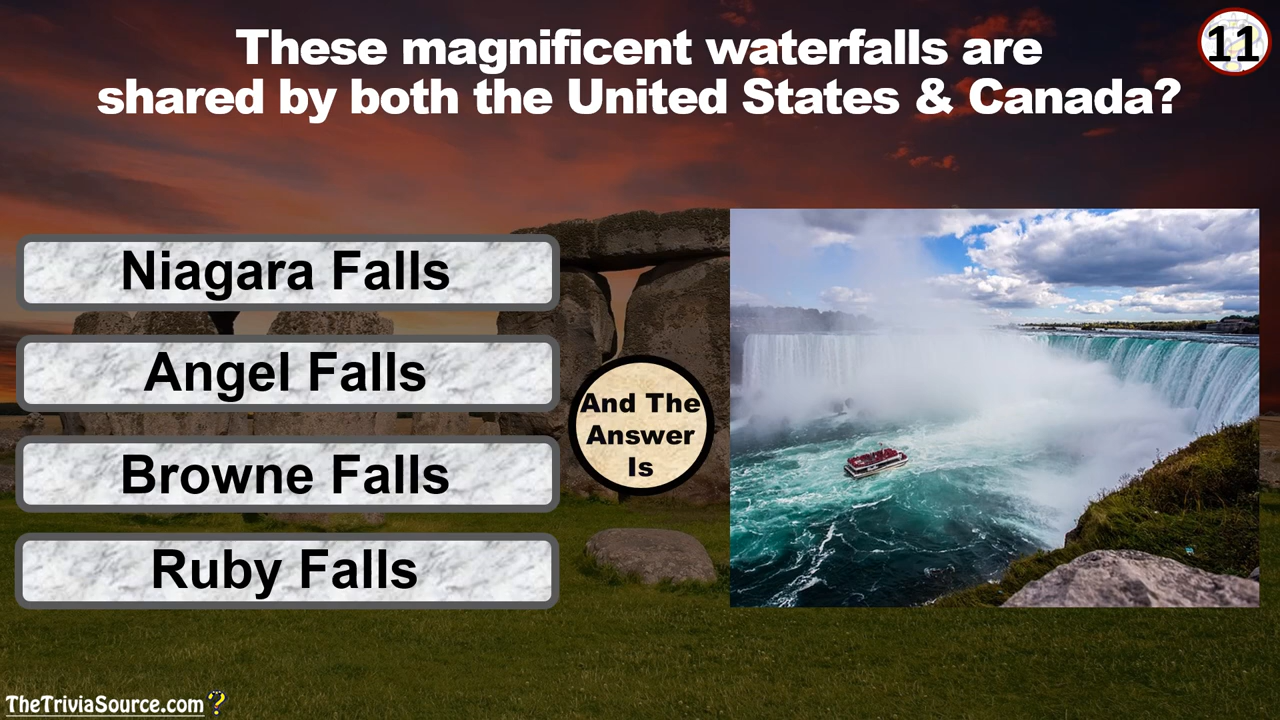 These magnificent waterfalls are
shared by both the United States & Canada?
11
Niagara Falls
Angel Falls
Browne Falls
Ruby Falls
And The
Answer
Is
TheTriviaSource.com